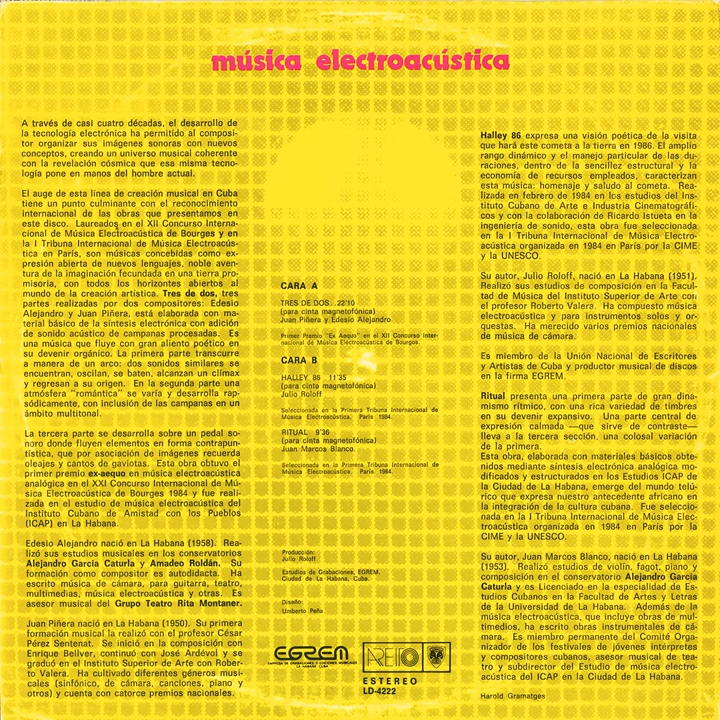 música electroacústica
A través de casi cuatro décadas, el desarrollo de
la tecnología electrónica ha permitido al composi-
tor organizar sus imágenes sonoras con nuevos
conceptos, creando un universo musical coherente
con la revelación cósmica que esa misma tecno-
logía pone en manos del hombre actual.
El auge de esta línea de creación musical en Cuba
tiene un punto culminante con el reconocimiento
internacional de las obras que presentamos en
este disco. Laureados en el XII Concurso Interna-
cional de Música Electroacústica de Bourges y en
la I Tribuna Internacional de Música Electroacús-
tica en París, son músicas concebidas como ex-
presión abierta de nuevos lenguajes, noble aven-
tura de la imaginación fecundada en una tierra pro-
misoria, con todos los horizontes abiertos al
mundo de la creación artística. Tres de dos, tres
partes realizadas por dos compositores: Edesio
Alejandro y Juan Piñera, está elaborada con ma-
terial básico de la síntesis electrónica con adición
de sonido acústico de campanas procesadas. Es
una música que fluye con gran aliento poético en
su devenir orgánico. La primera parte transcurre
a manera de un arco: dos sonidos similares se
encuentran, oscilan, se baten, alcanzan un clímax
y regresan a su origen. En la segunda parte una
atmósfera "romántica" se varía y desarrolla rap-
sódicamente, con inclusión de las campanas en un
ámbito multitonal.
La tercera parte se desarrolla sobre un pedal so-
noro donde fluyen elementos en forma contrapun-
tística, que por asociación de imágenes recuerda
oleajes y cantos de gaviotas. Esta obra obtuvo el
primer premio ex-aequo en música electroacústica
analógica en el XXI Concurso Internacional de Mú-
sica Electroacústica de Bourges 1984 y fue reali-
zada en el estudio de música electroacústica del
Instituto Cubano de Amistad con los Pueblos
(ICAP) en La Habana.
Edesio Alejandro nació en La Habana (1958). Rea-
lizó sus estudios musicales en los conservatorios
Alejandro García Caturla y Amadeo Roldán. Su
formación como compositor es autodidacta. Ha
escrito música de cámara, para guitarra, teatro,
multimedias, música electroacústica y otras. Es
asesor musical del Grupo Teatro Rita Montaner.
Juan Piñera nació en La Habana (1950). Su primera
formación musical la realizó con el profesor César
Pérez Sentenat. Se inició en la composición con
Enrique Bellver, continuó con José Ardévol y se
graduó en el Instituto Superior de Arte con Rober-
to Valera. Ha cultivado diferentes géneros musi-
cales (sinfónico, de cámara, canciones, piano y
otros) y cuenta con catorce premios nacionales.
CARA A
TRES DE DOS. . 22'10
(para cinta magnetofónica)
Juan Piñera y Edesio Alejandro
Primer Premio "Ex Aequo" en el XII Concurso Inter-
nacional de Música Electroacústica de Bourgos.
CARA B
HALLEY 86 11'35
(para cinta magnetofónica)
Julio Roloff
Seleccionada en la Primera Tribuna Internacional de
Música Electroacústica. París 1984.
RITUAL 9'36
(para cinta magnetofónica)
Juan Marcos Blanco.
Seleccionada en la Primera Tribuna Internacional de
Música Electroacústica. París 1984.
Producción:
Julio Roloff
Estudios de Grabaciones, EGREM.
Ciudad de La Habana, Cuba.
Diseño:
Umberto Peña
EGREM
EMPRESA DE GRABACIONES Y EDICIONES MUSICALES
LA HABANA CUBA
AREITO
ESTEREO
LD-4222
Halley 86 expresa una visión poética de la visita
que hará este cometa a la tierra en 1986. El amplio
rango dinámico y el manejo particular de las du-
raciones, dentro de la sencillez estructural y la
economía de recursos empleados, caracterizan
esta música: homenaje y saludo al cometa. Rea-
lizada en febrero de 1984 en los estudios del Ins-
tituto Cubano de Arte e Industria Cinematográfi-
cos y con la colaboración de Ricardo Istueta en la
ingeniería de sonido, esta obra fue seleccionada
en la I Tribuna Internacional de Música Electro-
acústica organizada en 1984 en París por la CIME
y la UNESCO.
Su autor, Julio Roloff, nació en La Habana (1951).
Realizó sus estudios de composición en la Facul-
tad de Música del Instituto Superior de Arte con
el profesor Roberto Valera. Ha compuesto música
electroacústica y para instrumentos solos y or-
questas. Ha merecido varios premios nacionales
de música de cámara.
Es miembro de la Unión Nacional de Escritores
y Artistas de Cuba y productor musical de discos
en la firma EGREM.
Ritual presenta una primera parte de gran dina-
mismo rítmico, con una rica variedad de timbres
en su devenir expansivo. Una parte central de
expresión calmada —que sirve de contraste—
lleva a la tercera sección, una colosal variación
de la primera.
Esta obra, elaborada con materiales básicos obte-
nidos mediante síntesis electrónica analógica mo-
dificados y estructurados en los Estudios ICAP de
la Ciudad de La Habana, emerge del mundo telú-
rico que expresa nuestro antecedente africano en
la integración de la cultura cubana. Fue seleccio-
nada en la I Tribuna Internacional de Música Elec-
troacústica organizada en 1984 en París por la
CIME y la UNESCO.
Su autor, Juan Marcos Blanco, nació en La Habana
(1953). Realizó estudios de violín, fagot, piano y
composición en el conservatorio Alejandro García
Caturla y es Licenciado en la especialidad de Es-
tudios Cubanos en la Facultad de Artes y Letras
de la Universidad de La Habana. Además de la
música electroacústica, que incluye obras de mul-
timedios, ha escrito obras instrumentales de cá-
mara. Es miembro permanente del Comité Orga-
nizador de los festivales de jóvenes intérpretes
y compositores cubanos, asesor musical de tea-
tro y subdirector del Estudio de música electro-
acústica del ICAP en La Habana.
Harold Gramatges